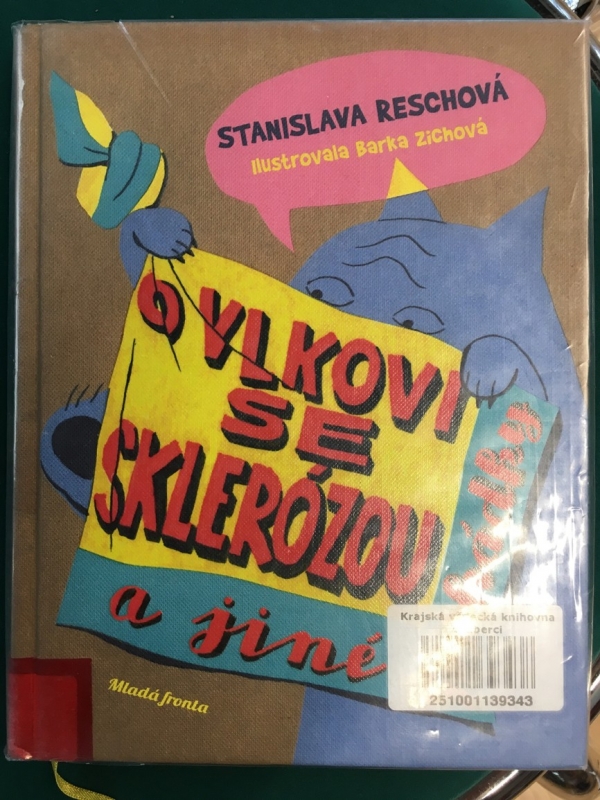 STANISLAVA RESCHOVÁ
Ilustrovala Barka Zichová
O VLKOVI
SE
SKLERÓZOU
a jiné
Krajská vědecká knihovna
251001139343
Mladá fronta